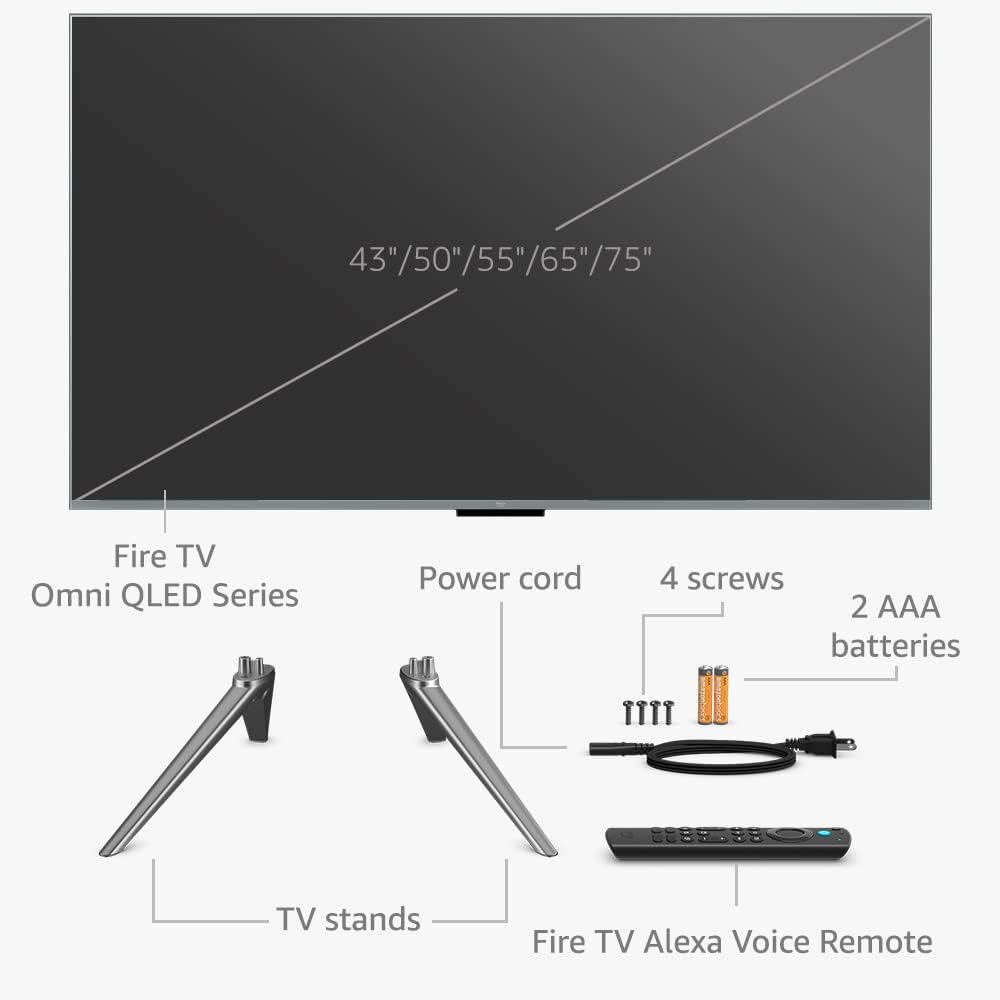 43"/50"/55"/65"/75"
Fire TV
Omni QLED Series
Power cord
4 screws
2 AAA
batteries
TV stands
Fire TV Alexa Voice Remote